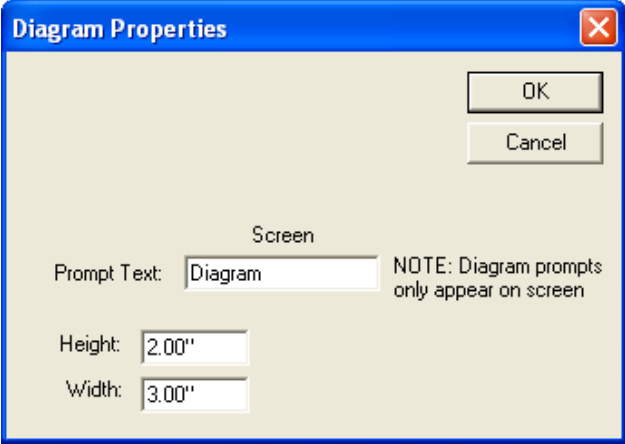 Diagram Properties
OK
Cancel
Screen
Prompt Text: Diagram NOTE: Diagram prompts
only appear on screen
Height: 2.00"
Width: 3.00"